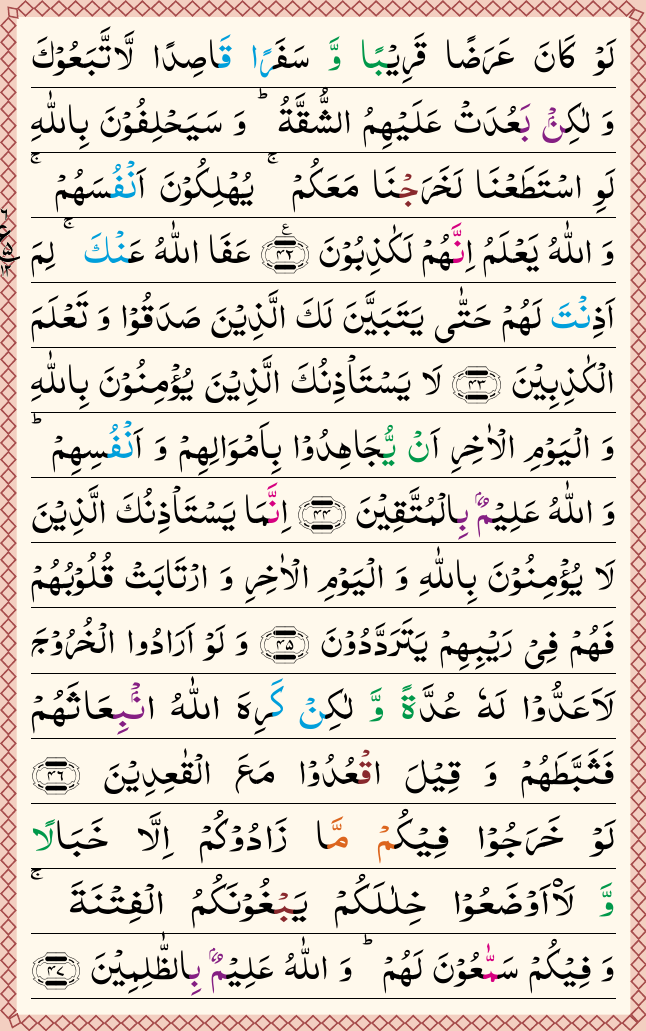 لَوۡ كَانَ عَرَضًا قَرِيۡبًا وَّ سَفَرًا قَاصِدًا لَّاتَّبَعُوۡكَ
وَ لٰكِنۡۢ بَعُدَتۡ عَلَيۡهِمُ الشُّقَّةُ ؕ وَ سَيَحۡلِفُوۡنَ بِاللّٰهِ
لَوِ اسۡتَطَعۡنَا لَخَرَجۡنَا مَعَكُمۡ ۚ يُهۡلِكُوۡنَ اَنۡفُسَهُمۡ ۚ
وَ اللّٰهُ يَعۡلَمُ اِنَّهُمۡ لَكٰذِبُوۡنَ ﴿۴۲﴾ عَفَا اللّٰهُ عَنۡكَ ۚ لِمَ
اَذِنۡتَ لَهُمۡ حَتّٰى يَتَبَيَّنَ لَكَ الَّذِيۡنَ صَدَقُوۡا وَ تَعۡلَمَ
الۡكٰذِبِيۡنَ ﴿۴۳﴾ لَا يَسۡتَاۡذِنُكَ الَّذِيۡنَ يُؤۡمِنُوۡنَ بِاللّٰهِ
وَ الۡيَوۡمِ الۡاٰخِرِ اَنۡ يُّجَاهِدُوۡا بِاَمۡوَالِهِمۡ وَ اَنۡفُسِهِمۡ ؕ
وَ اللّٰهُ عَلِيۡمٌۢ بِالۡمُتَّقِيۡنَ ﴿۴۴﴾ اِنَّمَا يَسۡتَاۡذِنُكَ الَّذِيۡنَ
لَا يُؤۡمِنُوۡنَ بِاللّٰهِ وَ الۡيَوۡمِ الۡاٰخِرِ وَ ارۡتَابَتۡ قُلُوۡبُهُمۡ
فَهُمۡ فِىۡ رَيۡبِهِمۡ يَتَرَدَّدُوۡنَ ﴿۴۵﴾ وَ لَوۡ اَرَادُوا الۡخُرُوۡجَ
لَاَعَدُّوۡا لَهٗ عُدَّةً وَّ لٰكِنۡ كَرِهَ اللّٰهُ انۡۢبِعَاثَهُمۡ
فَثَبَّطَهُمۡ وَ قِيۡلَ اقۡعُدُوۡا مَعَ الۡقٰعِدِيۡنَ ﴿۴۶﴾
لَوۡ خَرَجُوۡا فِيۡكُمۡ مَّا زَادُوۡكُمۡ اِلَّا خَبَالًا
وَّ لَا۟اَوۡضَعُوۡا خِلٰلَكُمۡ يَبۡغُوۡنَكُمُ الۡفِتۡنَةَ ۚ
وَ فِيۡكُمۡ سَمّٰعُوۡنَ لَهُمۡ ؕ وَ اللّٰهُ عَلِيۡمٌۢ بِالظّٰلِمِيۡنَ ﴿۴۷﴾